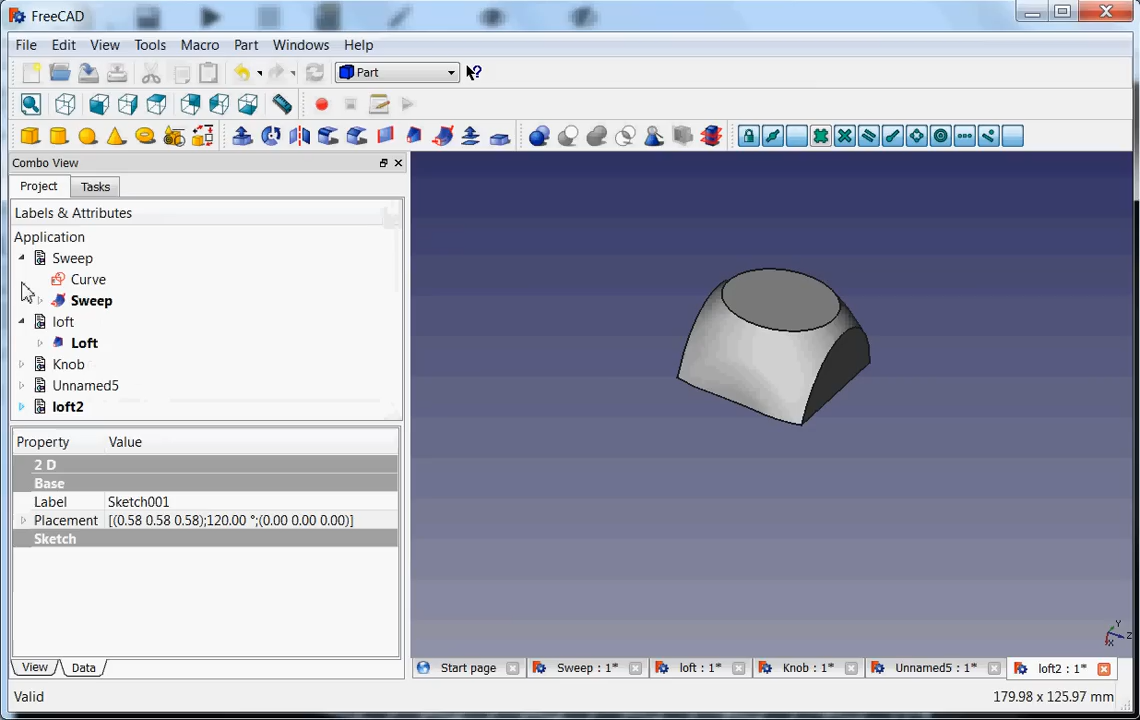 FreeCAD
File Edit View Tools Macro Part Windows Help
Part
Combo View
Project Tasks
Labels & Attributes
Application
Sweep
Curve
Sweep
loft
Loft
Knob
Unnamed5
loft2
Property Value
2 D
Base
Label Sketch001
Placement [(0.58 0.58 0.58);120.00 °;(0.00 0.00 0.00)]
Sketch
Y
Z
X
View Data
Start page Sweep : 1* loft : 1* Knob : 1* Unnamed5 : 1* loft2 : 1*
Valid 179.98 x 125.97 mm